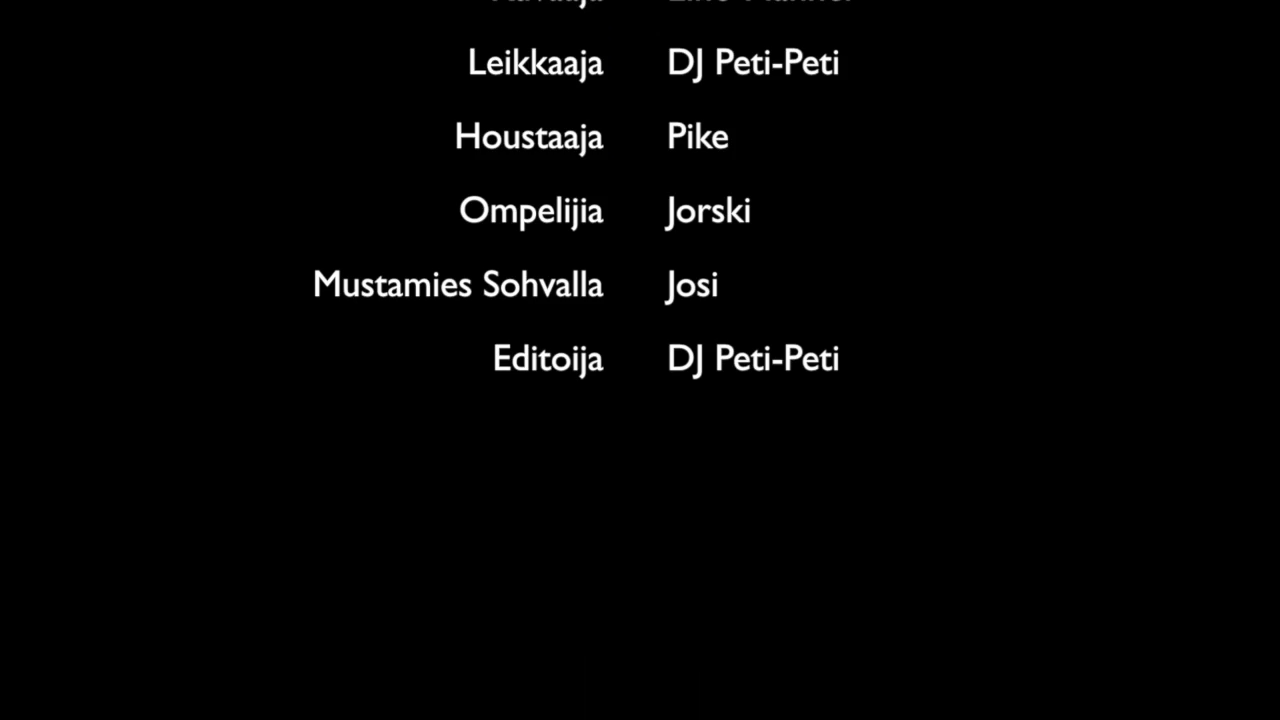 Leikkaaja DJ Peti-Peti
Houstaaja Pike
Ompelijia Jorski
Mustamies Sohvalla Josi
Editoija DJ Peti-Peti